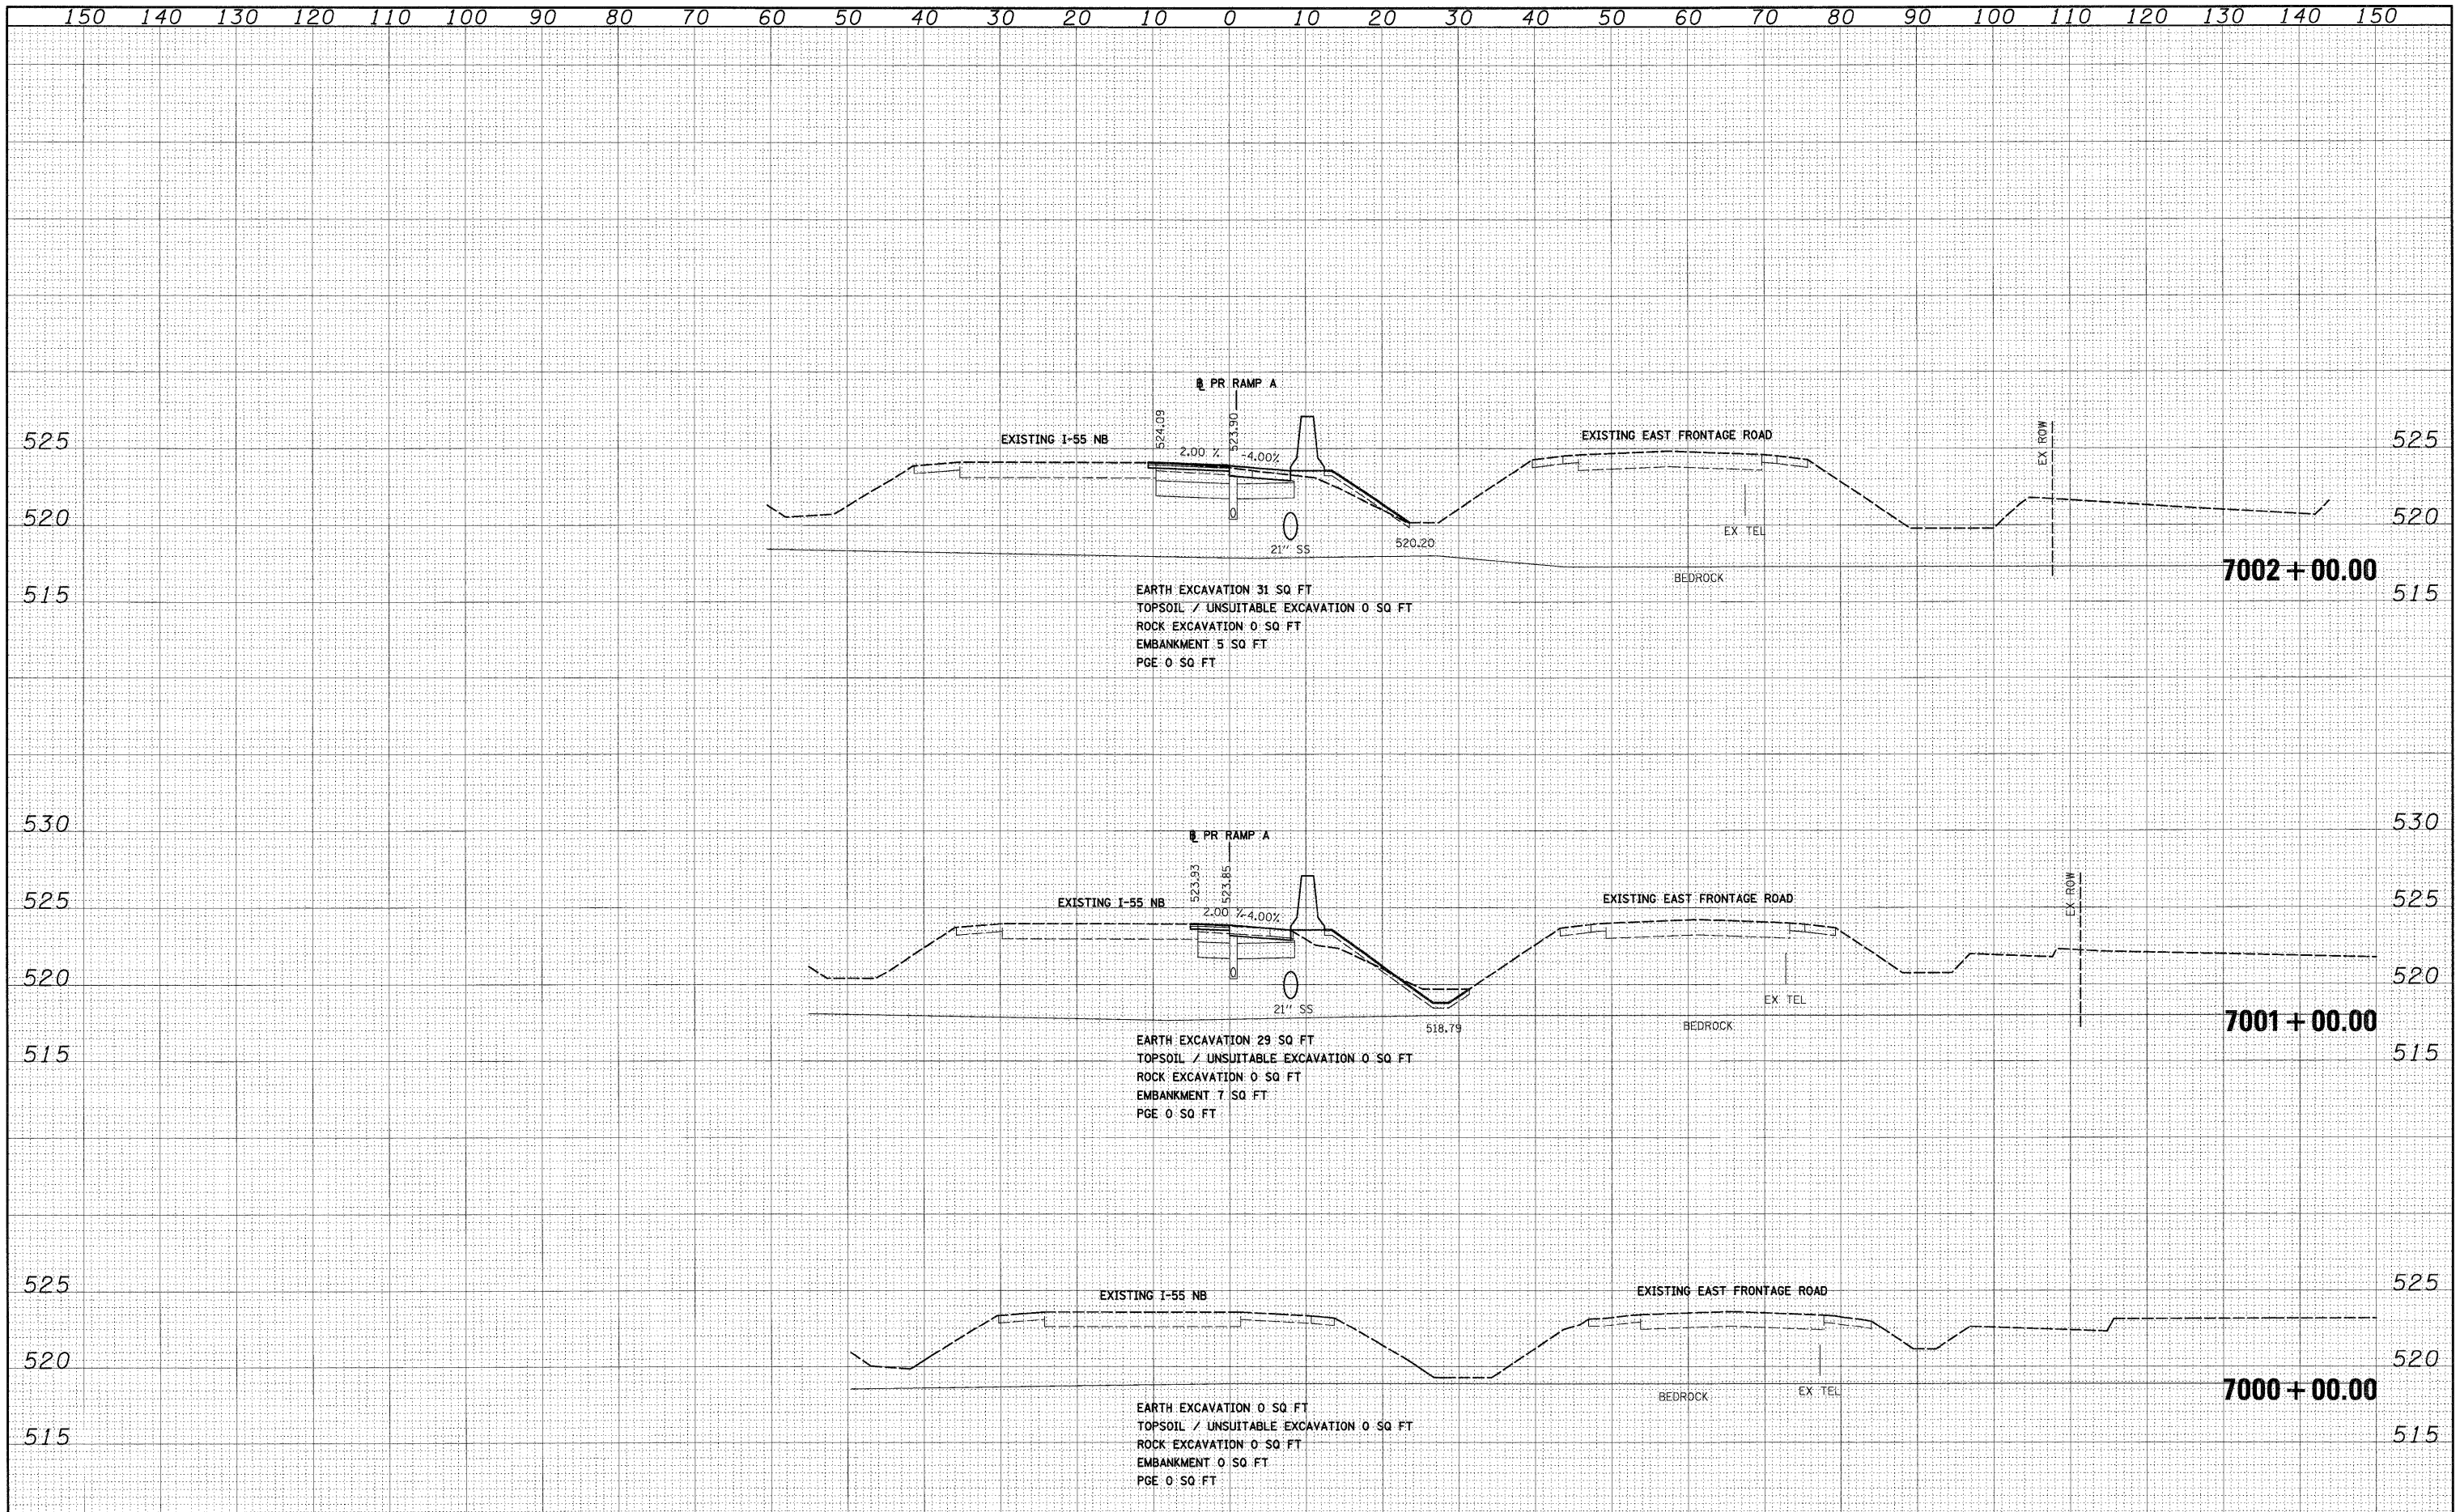 150 140 130 120 110 100 90 80 70 60 50 40 30 20 10 0 10 20 30 40 50 60 70 80 90 100 110 120 130 140 150
℄ PR RAMP A
524.09
523.90
2.00 %
-4.00%
EXISTING I-55 NB
EXISTING EAST FRONTAGE ROAD
EX ROW
525
525
520
520
EX TEL
21" SS
520.20
BEDROCK
7002+00.00
515
515
EARTH EXCAVATION 31 SQ FT
TOPSOIL / UNSUITABLE EXCAVATION 0 SQ FT
ROCK EXCAVATION 0 SQ FT
EMBANKMENT 5 SQ FT
PGE 0 SQ FT
530
530
℄ PR RAMP A
523.93
523.85
2.00 %
-4.00%
EXISTING I-55 NB
EXISTING EAST FRONTAGE ROAD
EX ROW
525
525
520
520
EX TEL
21" SS
518.79
BEDROCK
7001+00.00
515
515
EARTH EXCAVATION 29 SQ FT
TOPSOIL / UNSUITABLE EXCAVATION 0 SQ FT
ROCK EXCAVATION 0 SQ FT
EMBANKMENT 7 SQ FT
PGE 0 SQ FT
525
525
EXISTING I-55 NB
EXISTING EAST FRONTAGE ROAD
520
520
BEDROCK
EX TEL
7000+00.00
EARTH EXCAVATION 0 SQ FT
TOPSOIL / UNSUITABLE EXCAVATION 0 SQ FT
515
515
ROCK EXCAVATION 0 SQ FT
EMBANKMENT 0 SQ FT
PGE 0 SQ FT